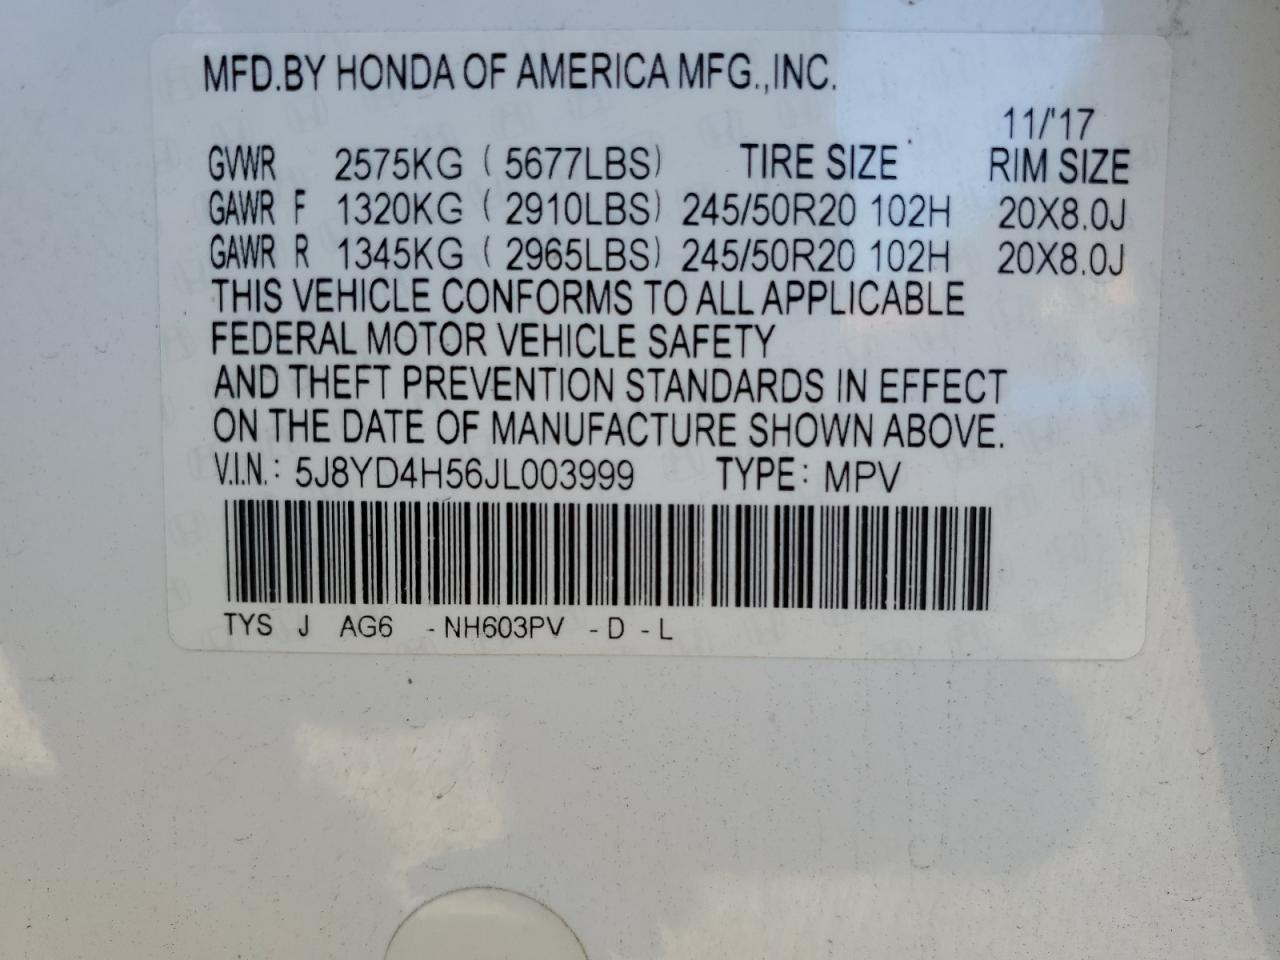 MFD.BY HONDA OF AMERICA MFG.,INC.
11/'17
GVWR 2575KG ( 5677LBS) TIRE SIZE RIM SIZE
GAWR F 1320KG ( 2910LBS) 245/50R20 102H 20X8.0J
GAWR R 1345KG ( 2965LBS) 245/50R20 102H 20X8.0J
THIS VEHICLE CONFORMS TO ALL APPLICABLE
FEDERAL MOTOR VEHICLE SAFETY
AND THEFT PREVENTION STANDARDS IN EFFECT
ON THE DATE OF MANUFACTURE SHOWN ABOVE.
V.I.N.: 5J8YD4H56JL003999 TYPE: MPV
TYS J AG6 -NH603PV -D -L